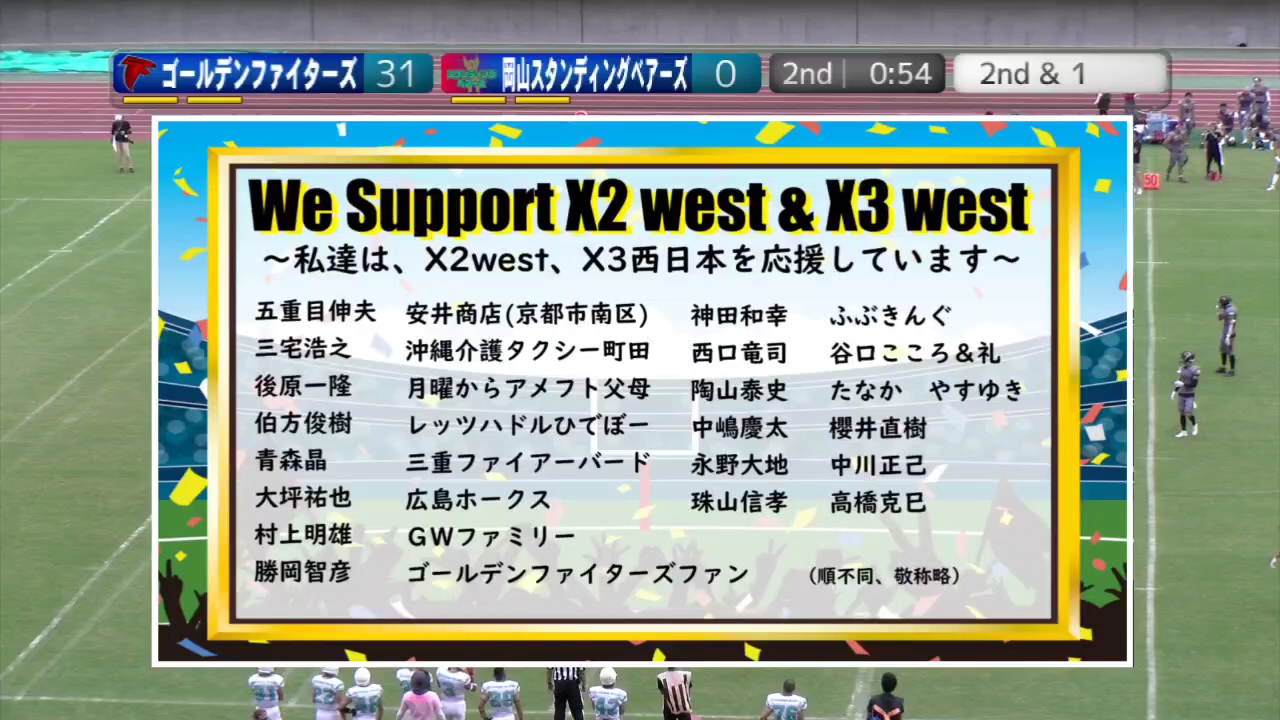 ゴールデンファイターズ 31 岡山スタンディングベアーズ 0 2nd 0:54 2nd & 1
50
We Support X2 west & X3 west
～私達は、X2west、X3西日本を応援しています～
五重目伸夫 安井商店(京都市南区) 神田和幸 ふぶきんぐ
三宅浩之 沖縄介護タクシー町田 西口竜司 谷口こころ＆礼
後原一隆 月曜からアメフト父母 陶山泰史 たなか　やすゆき
伯方俊樹 レッツハドルひでぼー 中嶋慶太 櫻井直樹
青森晶 三重ファイアーバード 永野大地 中川正己
大坪祐也 広島ホークス 珠山信孝 高橋克巳
村上明雄 GWファミリー
勝岡智彦 ゴールデンファイターズファン （順不同、敬称略）